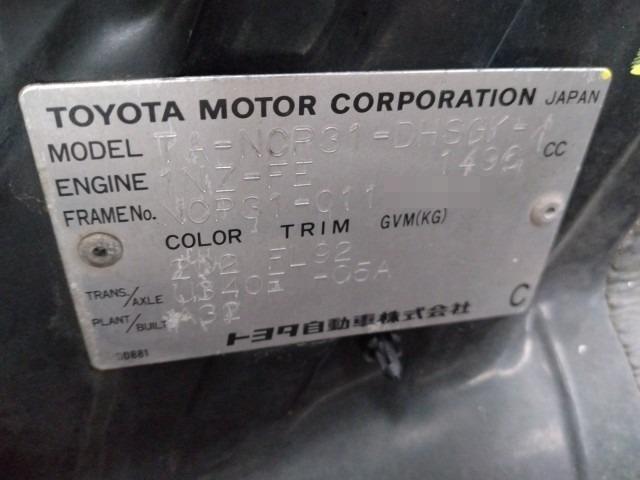 TOYOTA MOTOR CORPORATION JAPAN
MODEL TA-NCP31-DHSGK-1
ENGINE 1NZ-FE 1496 CC
FRAME No. NCP31-011
COLOR TRIM GVM(KG)
-92
TRANS./AXLE U340E -05A
PLANT/BUILT A31
C
トヨタ自動車株式会社